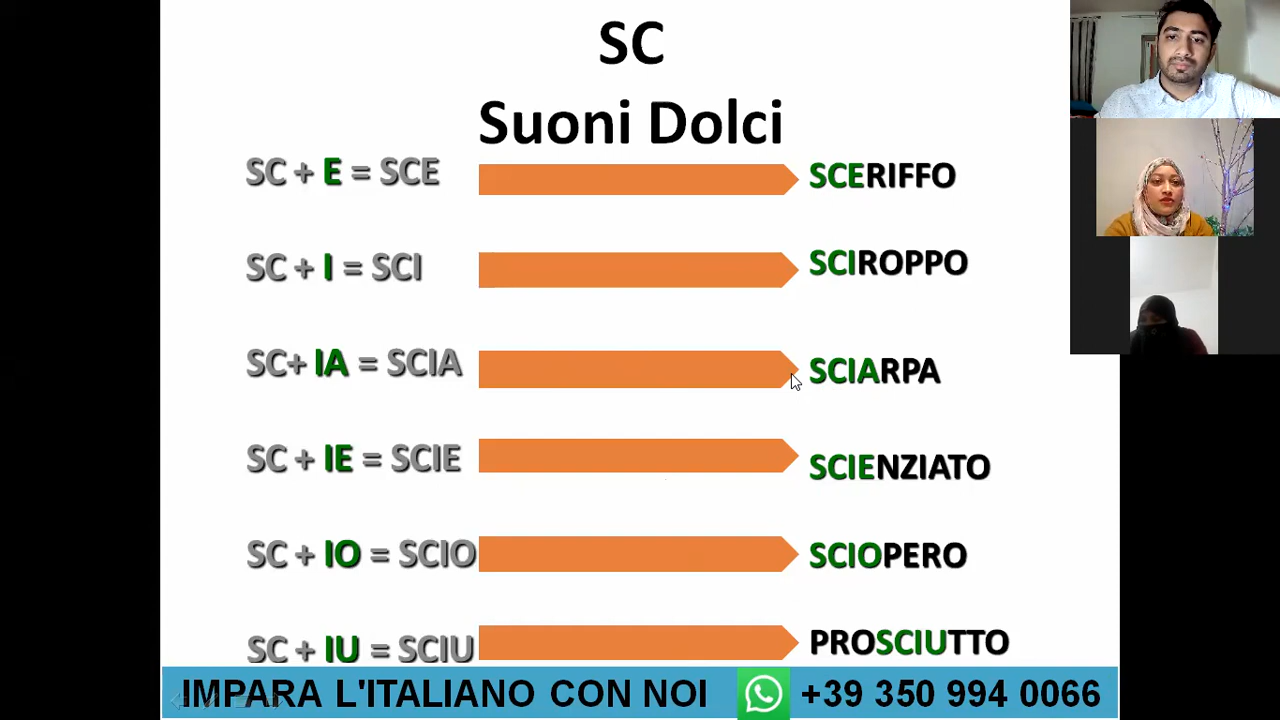 SC
Suoni Dolci
SC + E = SCE SCERIFFO
SC + I = SCI SCIROPPO
SC+ IA = SCIA SCIARPA
SC + IE = SCIE SCIENZIATO
SC + IO = SCIO SCIOPERO
SC + IU = SCIU PROSCIUTTO
IMPARA L'ITALIANO CON NOI +39 350 994 0066